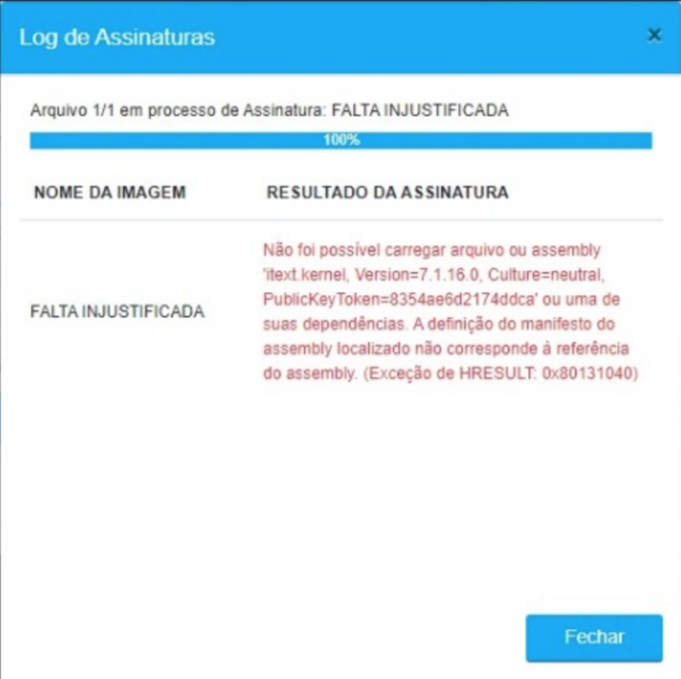 Log de Assinaturas
×
Arquivo 1/1 em processo de Assinatura: FALTA INJUSTIFICADA
100%
NOME DA IMAGEM RESULTADO DA ASSINATURA
Não foi possível carregar arquivo ou assembly
'itext.kernel, Version=7.1.16.0, Culture=neutral,
PublicKeyToken=8354ae6d2174ddca' ou uma de
FALTA INJUSTIFICADA
suas dependências. A definição do manifesto do
assembly localizado não corresponde à referência
do assembly. (Exceção de HRESULT: 0x80131040)
Fechar